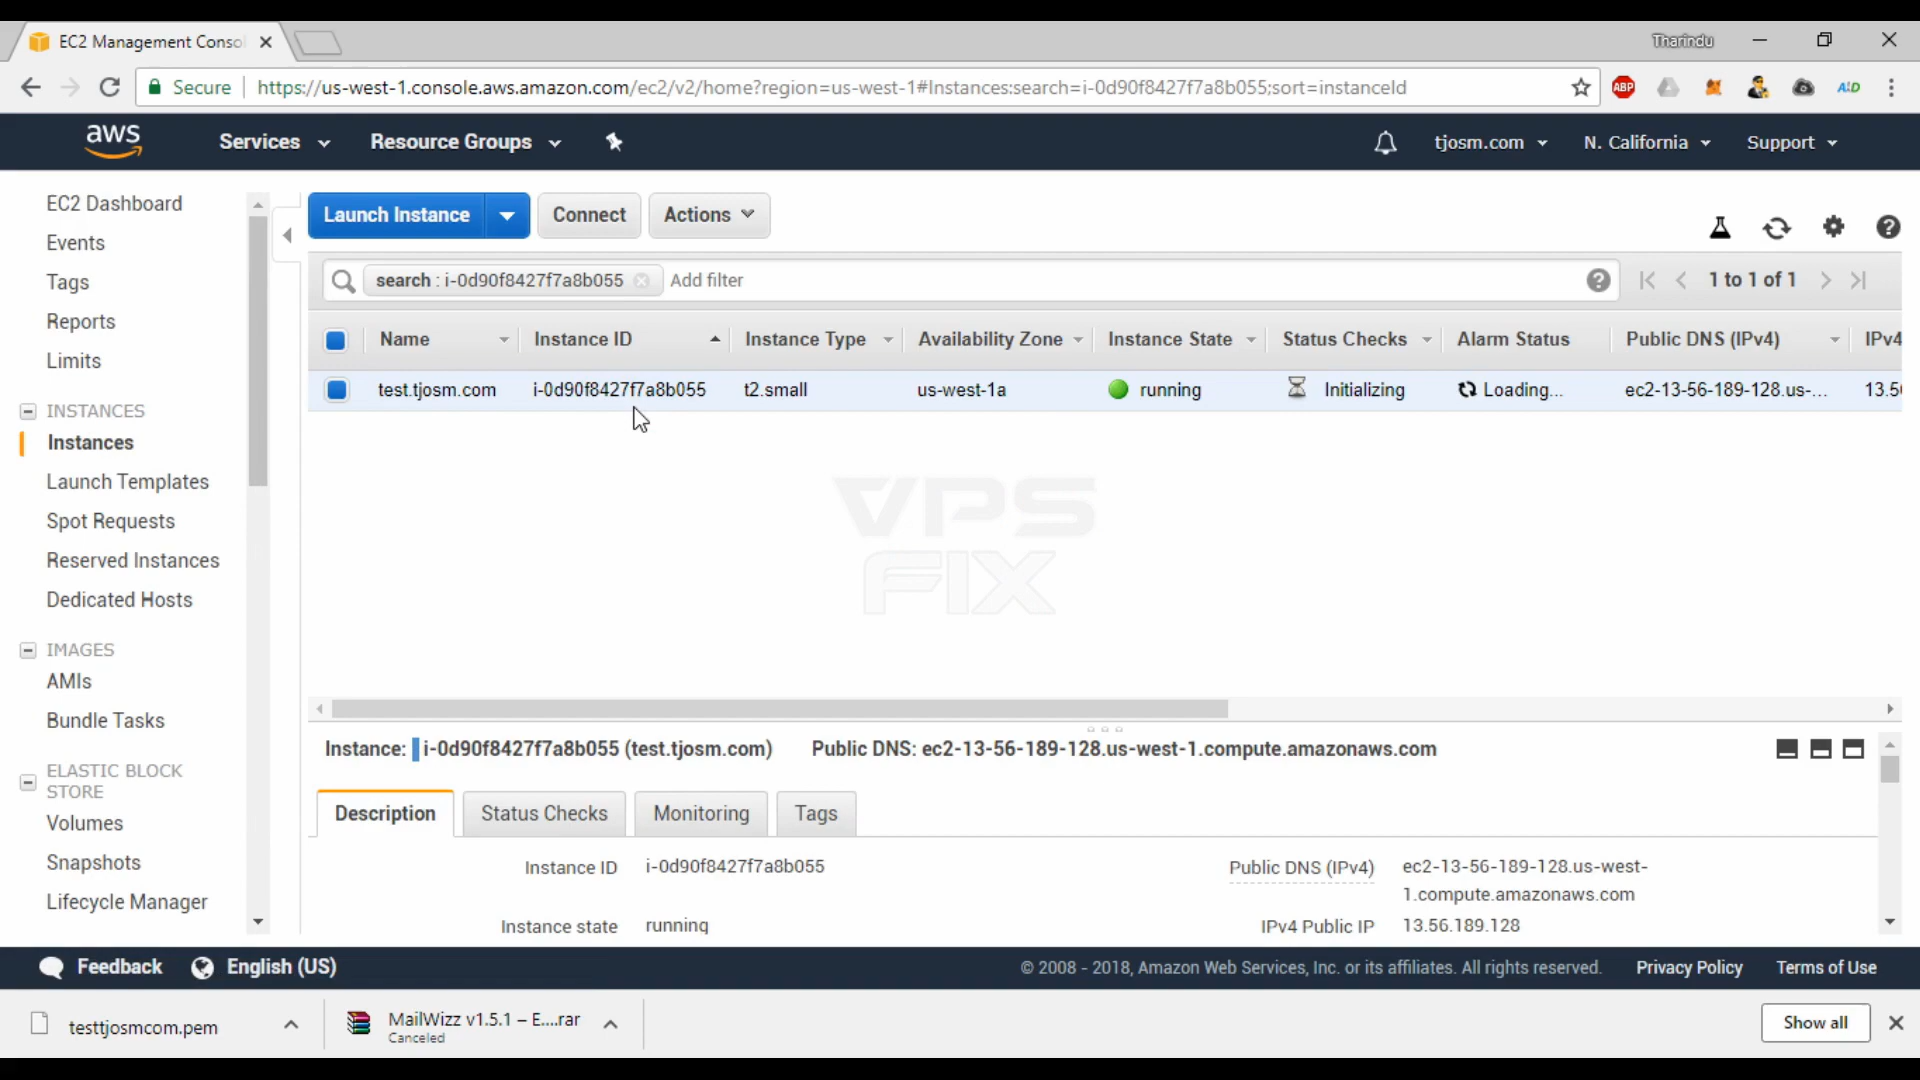 EC2 Management Conso
Tharindu
Secure
https://us-west-1.console.aws.amazon.com/ec2/v2/home?region=us-west-1#Instances:search=i-0d90f8427f7a8b055;sort=instanceId
ABP
aws
Services
Resource Groups
tjosm.com
N. California
Support
EC2 Dashboard
Events
Tags
Reports
Limits
INSTANCES
Instances
Launch Templates
Spot Requests
Reserved Instances
Dedicated Hosts
IMAGES
AMIs
Bundle Tasks
ELASTIC BLOCK
STORE
Volumes
Snapshots
Lifecycle Manager
Launch Instance
Connect
Actions
search : i-0d90f8427f7a8b055
Add filter
1 to 1 of 1
Name Instance ID Instance Type Availability Zone Instance State Status Checks Alarm Status Public DNS (IPv4) IPv4
test.tjosm.com i-0d90f8427f7a8b055 t2.small us-west-1a running Initializing Loading... ec2-13-56-189-128.us-... 13.5
VPS
FIX
Instance: i-0d90f8427f7a8b055 (test.tjosm.com) Public DNS: ec2-13-56-189-128.us-west-1.compute.amazonaws.com
Description
Status Checks
Monitoring
Tags
Instance ID i-0d90f8427f7a8b055
Public DNS (IPv4) ec2-13-56-189-128.us-west-
1.compute.amazonaws.com
Instance state running
IPv4 Public IP 13.56.189.128
Feedback
English (US)
© 2008 - 2018, Amazon Web Services, Inc. or its affiliates. All rights reserved.
Privacy Policy
Terms of Use
testtjosmcom.pem
MailWizz v1.5.1 – E....rar
Canceled
Show all